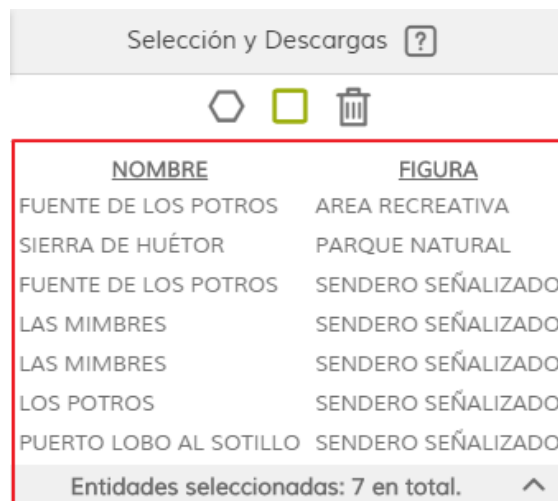 Selección y Descargas ?
NOMBRE FIGURA
FUENTE DE LOS POTROS AREA RECREATIVA
SIERRA DE HUÉTOR PARQUE NATURAL
FUENTE DE LOS POTROS SENDERO SEÑALIZADO
LAS MIMBRES SENDERO SEÑALIZADO
LAS MIMBRES SENDERO SEÑALIZADO
LOS POTROS SENDERO SEÑALIZADO
PUERTO LOBO AL SOTILLO SENDERO SEÑALIZADO
Entidades seleccionadas: 7 en total.